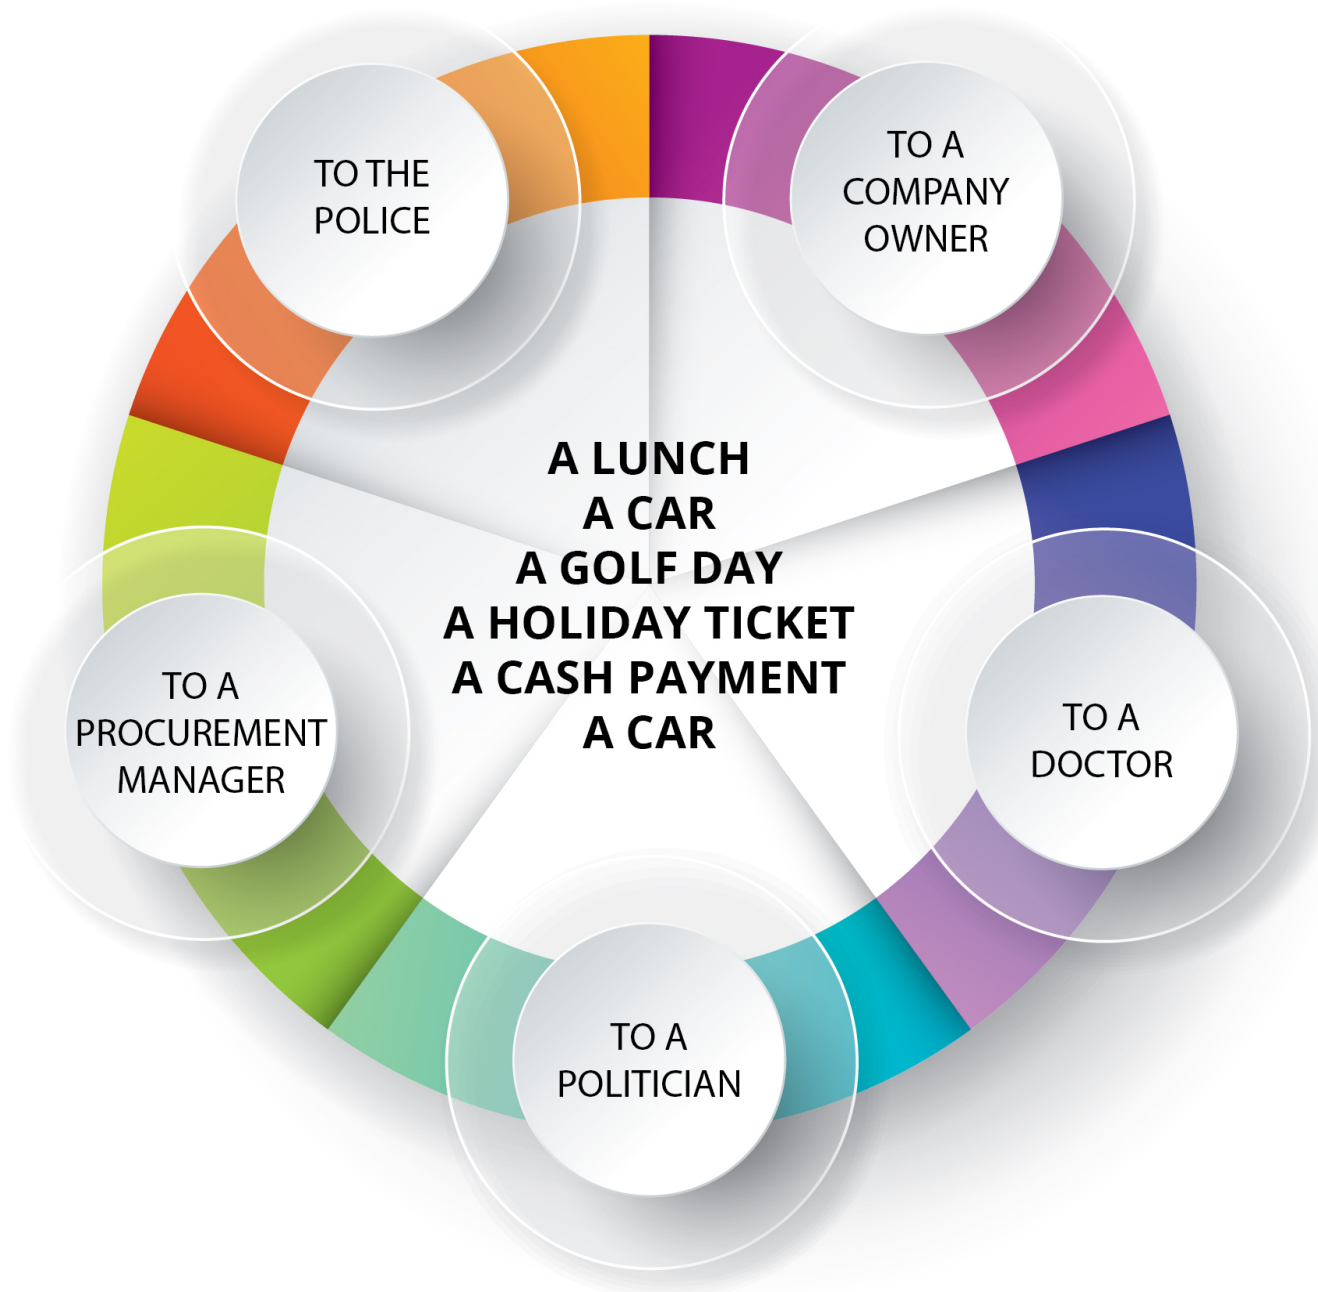 TO THE
POLICE
TO A
COMPANY
OWNER
A LUNCH
A CAR
A GOLF DAY
A HOLIDAY TICKET
A CASH PAYMENT
A CAR
TO A
PROCUREMENT
MANAGER
TO A
DOCTOR
TO A
POLITICIAN